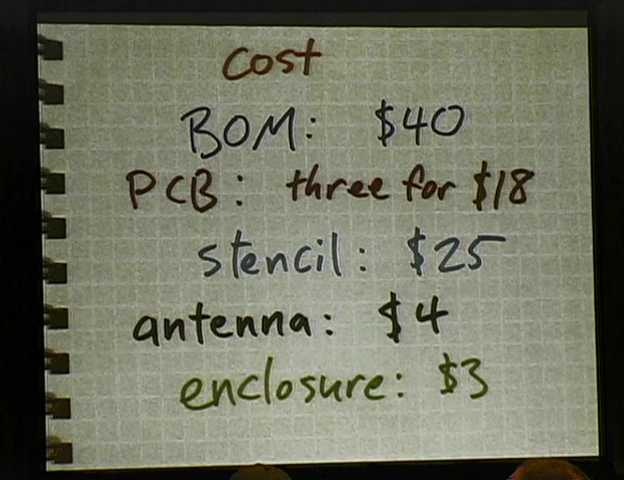 cost
BOM: $40
PCB: three for $18
stencil: $25
antenna: $4
enclosure: $3